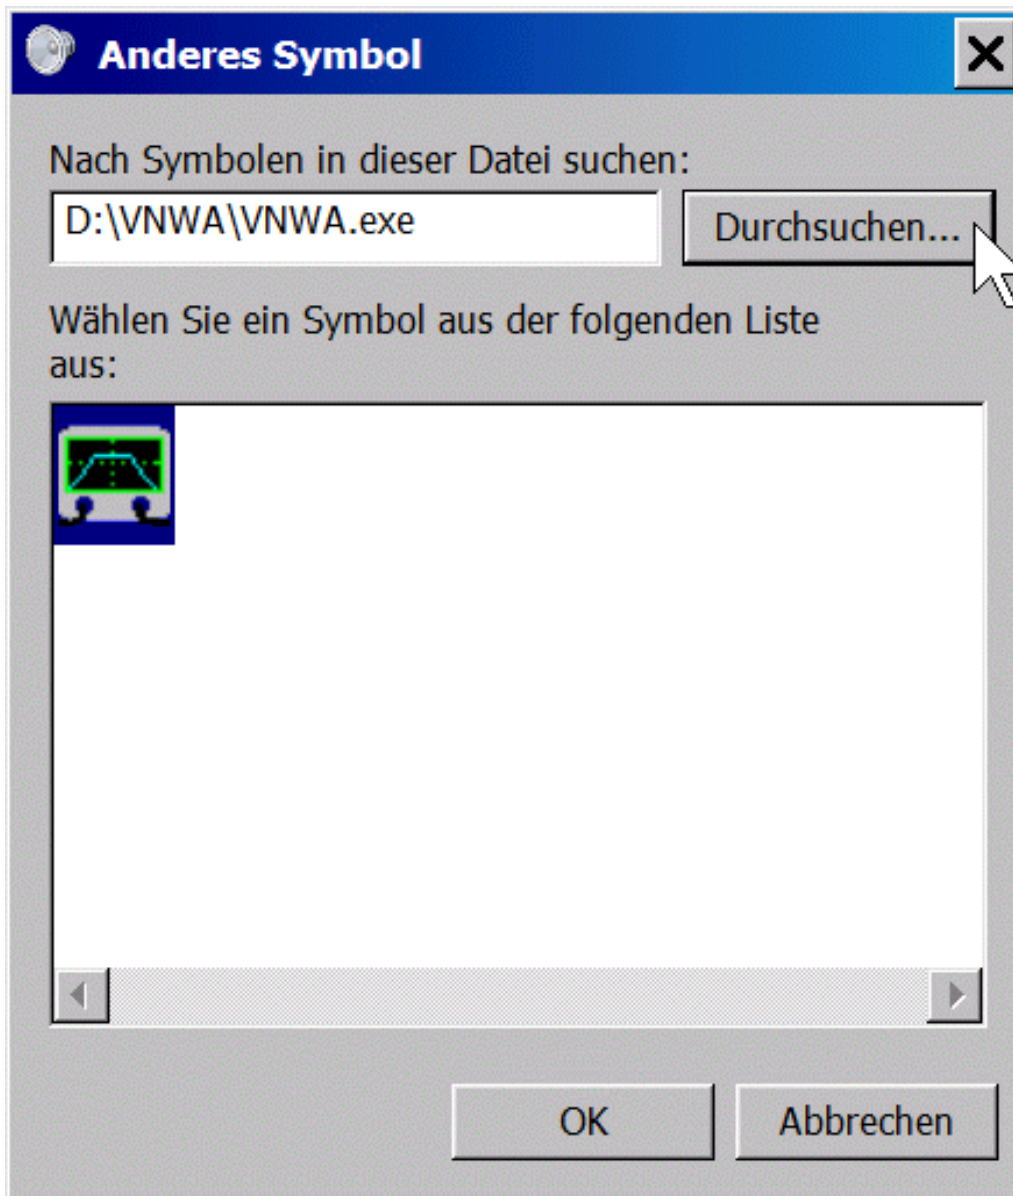 Anderes Symbol
Nach Symbolen in dieser Datei suchen:
D:\VNWA\VNWA.exe
Durchsuchen...
Wählen Sie ein Symbol aus der folgenden Liste
aus:
OK
Abbrechen